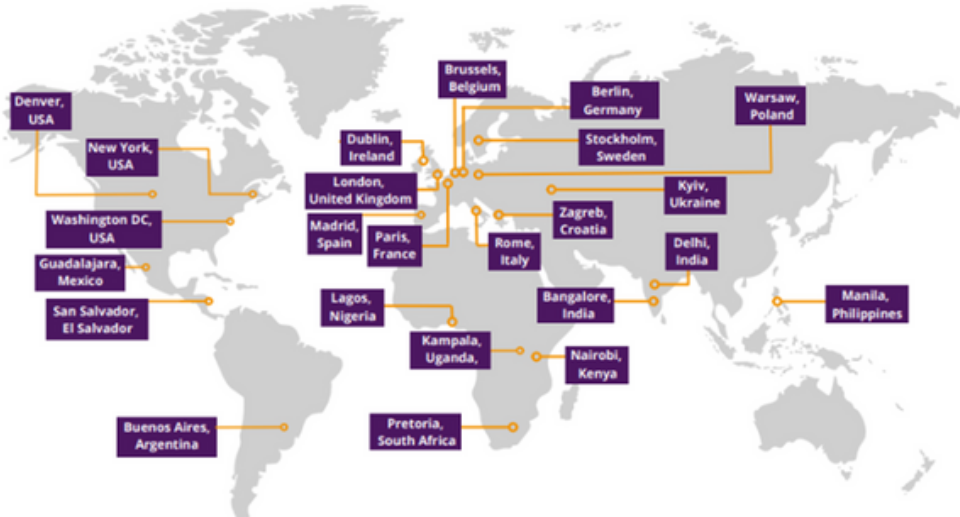 Brussels,
Belgium
Denver,
USA
Berlin,
Germany
Warsaw,
Poland
New York,
USA
Dublin,
Ireland
Stockholm,
Sweden
London,
United Kingdom
Kyiv,
Ukraine
Washington DC,
USA
Madrid,
Spain
Paris,
France
Rome,
Italy
Zagreb,
Croatia
Delhi,
India
Guadalajara,
Mexico
San Salvador,
El Salvador
Lagos,
Nigeria
Bangalore,
India
Manila,
Philippines
Kampala,
Uganda,
Nairobi,
Kenya
Buenos Aires,
Argentina
Pretoria,
South Africa